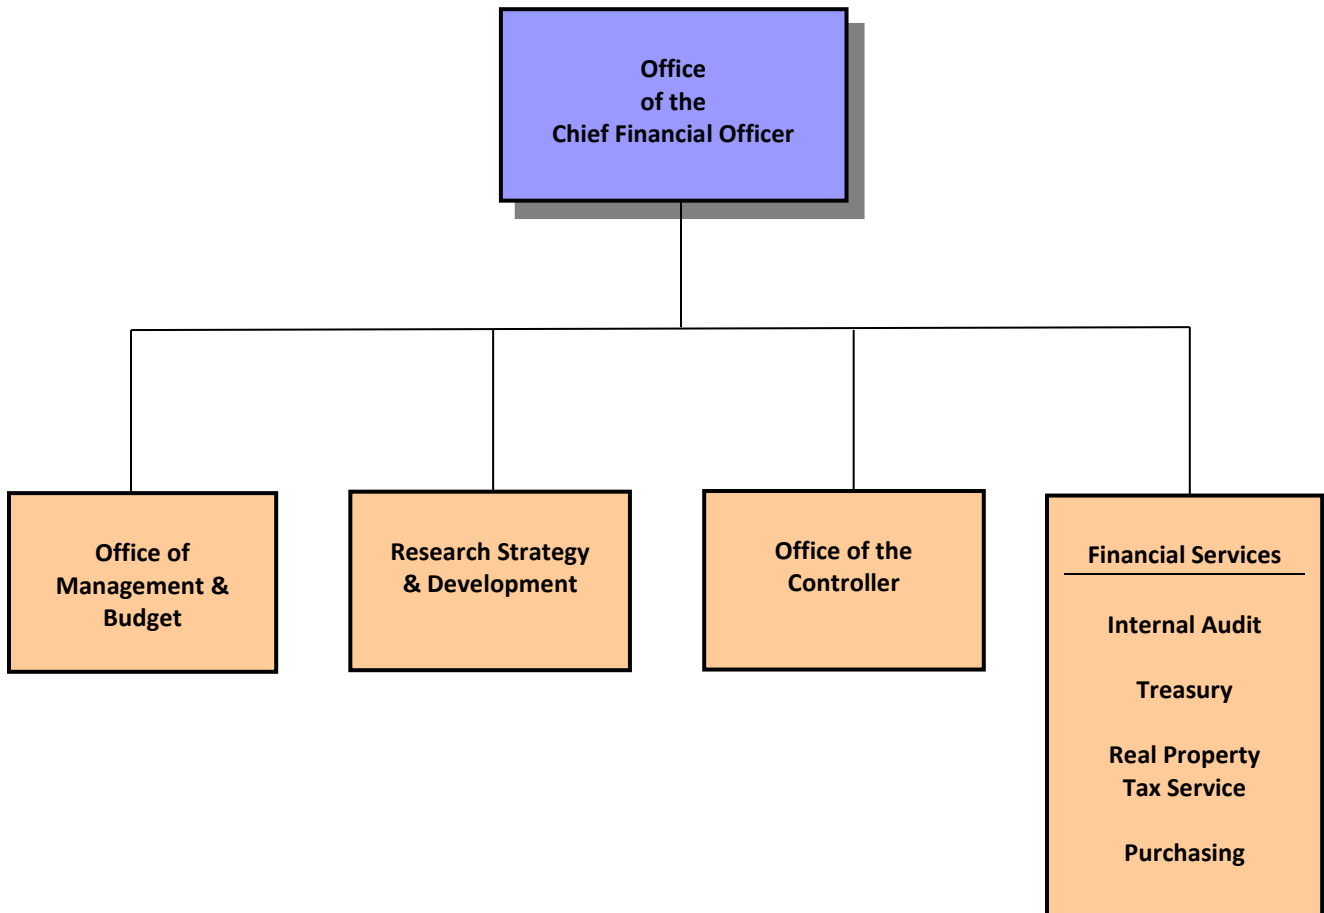 Office
of the
Chief Financial Officer
Office of
Management &
Budget
Research Strategy
& Development
Office of the
Controller
Financial Services
Internal Audit
Treasury
Real Property
Tax Service
Purchasing